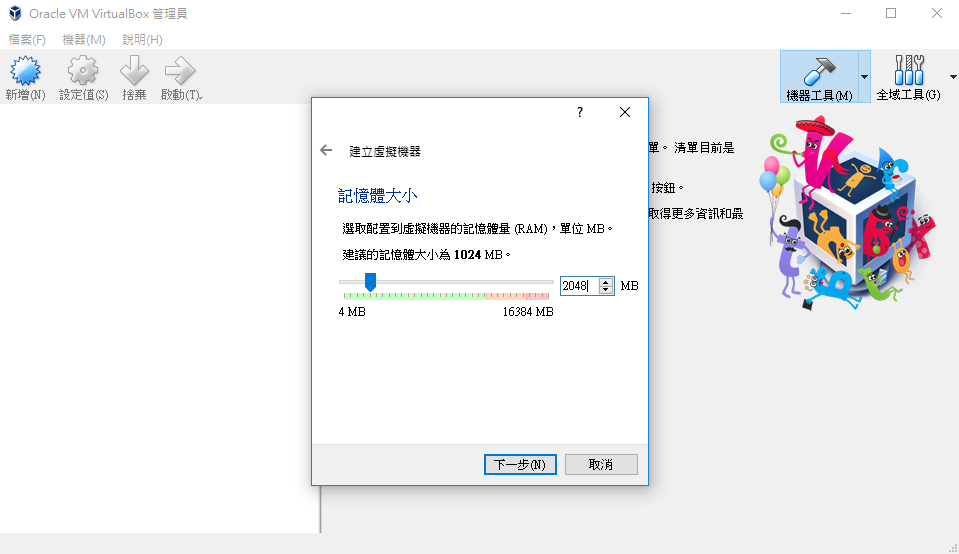 Oracle VM VirtualBox 管理員
檔案(F) 機器(M) 說明(H)
新增(N) 設定值(S) 捨棄 啟動(T)
機器工具(M) 全域工具(G)
?
建立虛擬機器
單。 清單目前是
按鈕。
取得更多資訊和最
記憶體大小
選取配置到虛擬機器的記憶體量 (RAM)，單位 MB。
建議的記憶體大小為 1024 MB。
2048 MB
4 MB 16384 MB
下一步(N) 取消